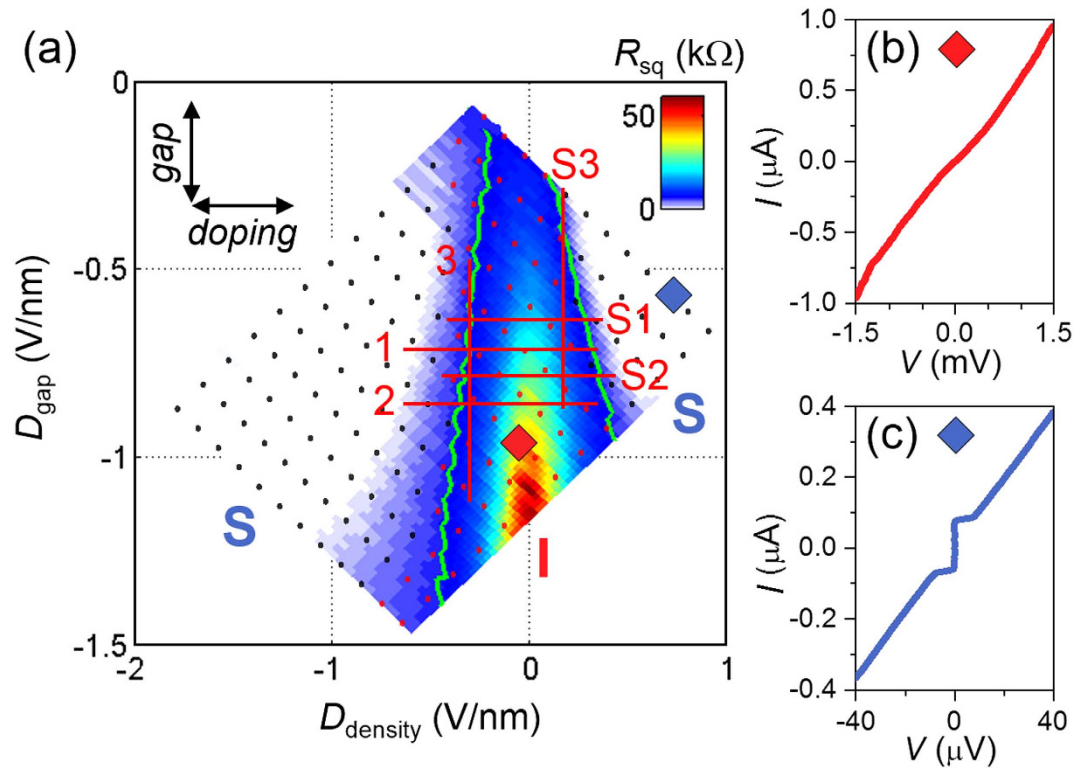 (a)
R_sq (kΩ)
50
0
gap
doping
0
-0.5
-1
-1.5
D_gap (V/nm)
S3
3
S1
1
S2
2
S
S
I
-2
-1
0
1
D_density (V/nm)
(b)
1.0
0.5
0.0
-0.5
-1.0
I (μA)
-1.5
0.0
1.5
V (mV)
(c)
0.4
0.2
0.0
-0.2
-0.4
I (μA)
-40
0
40
V (μV)